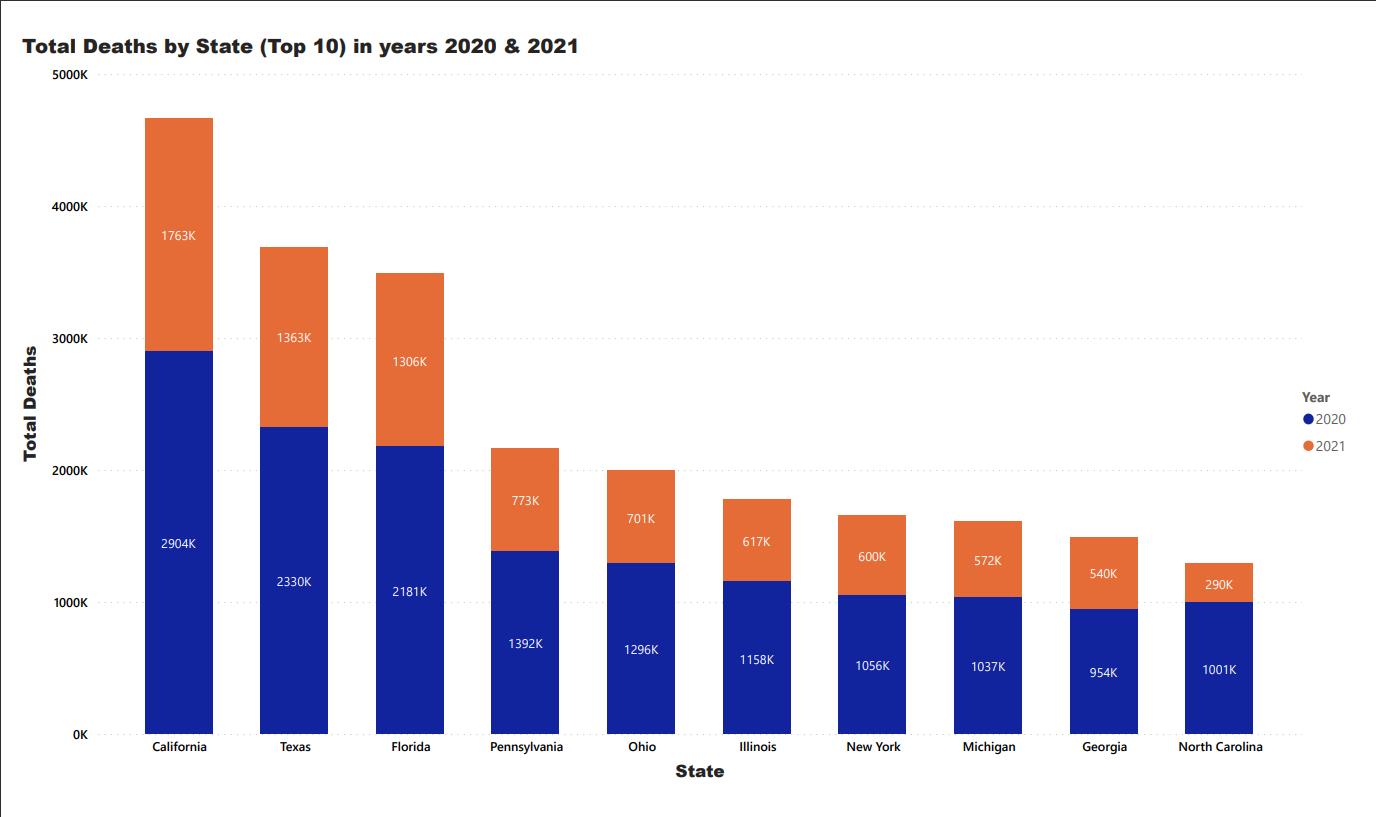 Total Deaths by State (Top 10) in years 2020 & 2021
5000K
4000K
3000K
2000K
1000K
0K
Total Deaths
1763K
2904K
1363K
2330K
1306K
2181K
773K
1392K
701K
1296K
617K
1158K
600K
1056K
572K
1037K
540K
954K
290K
1001K
California Texas Florida Pennsylvania Ohio Illinois New York Michigan Georgia North Carolina
State
Year
2020
2021